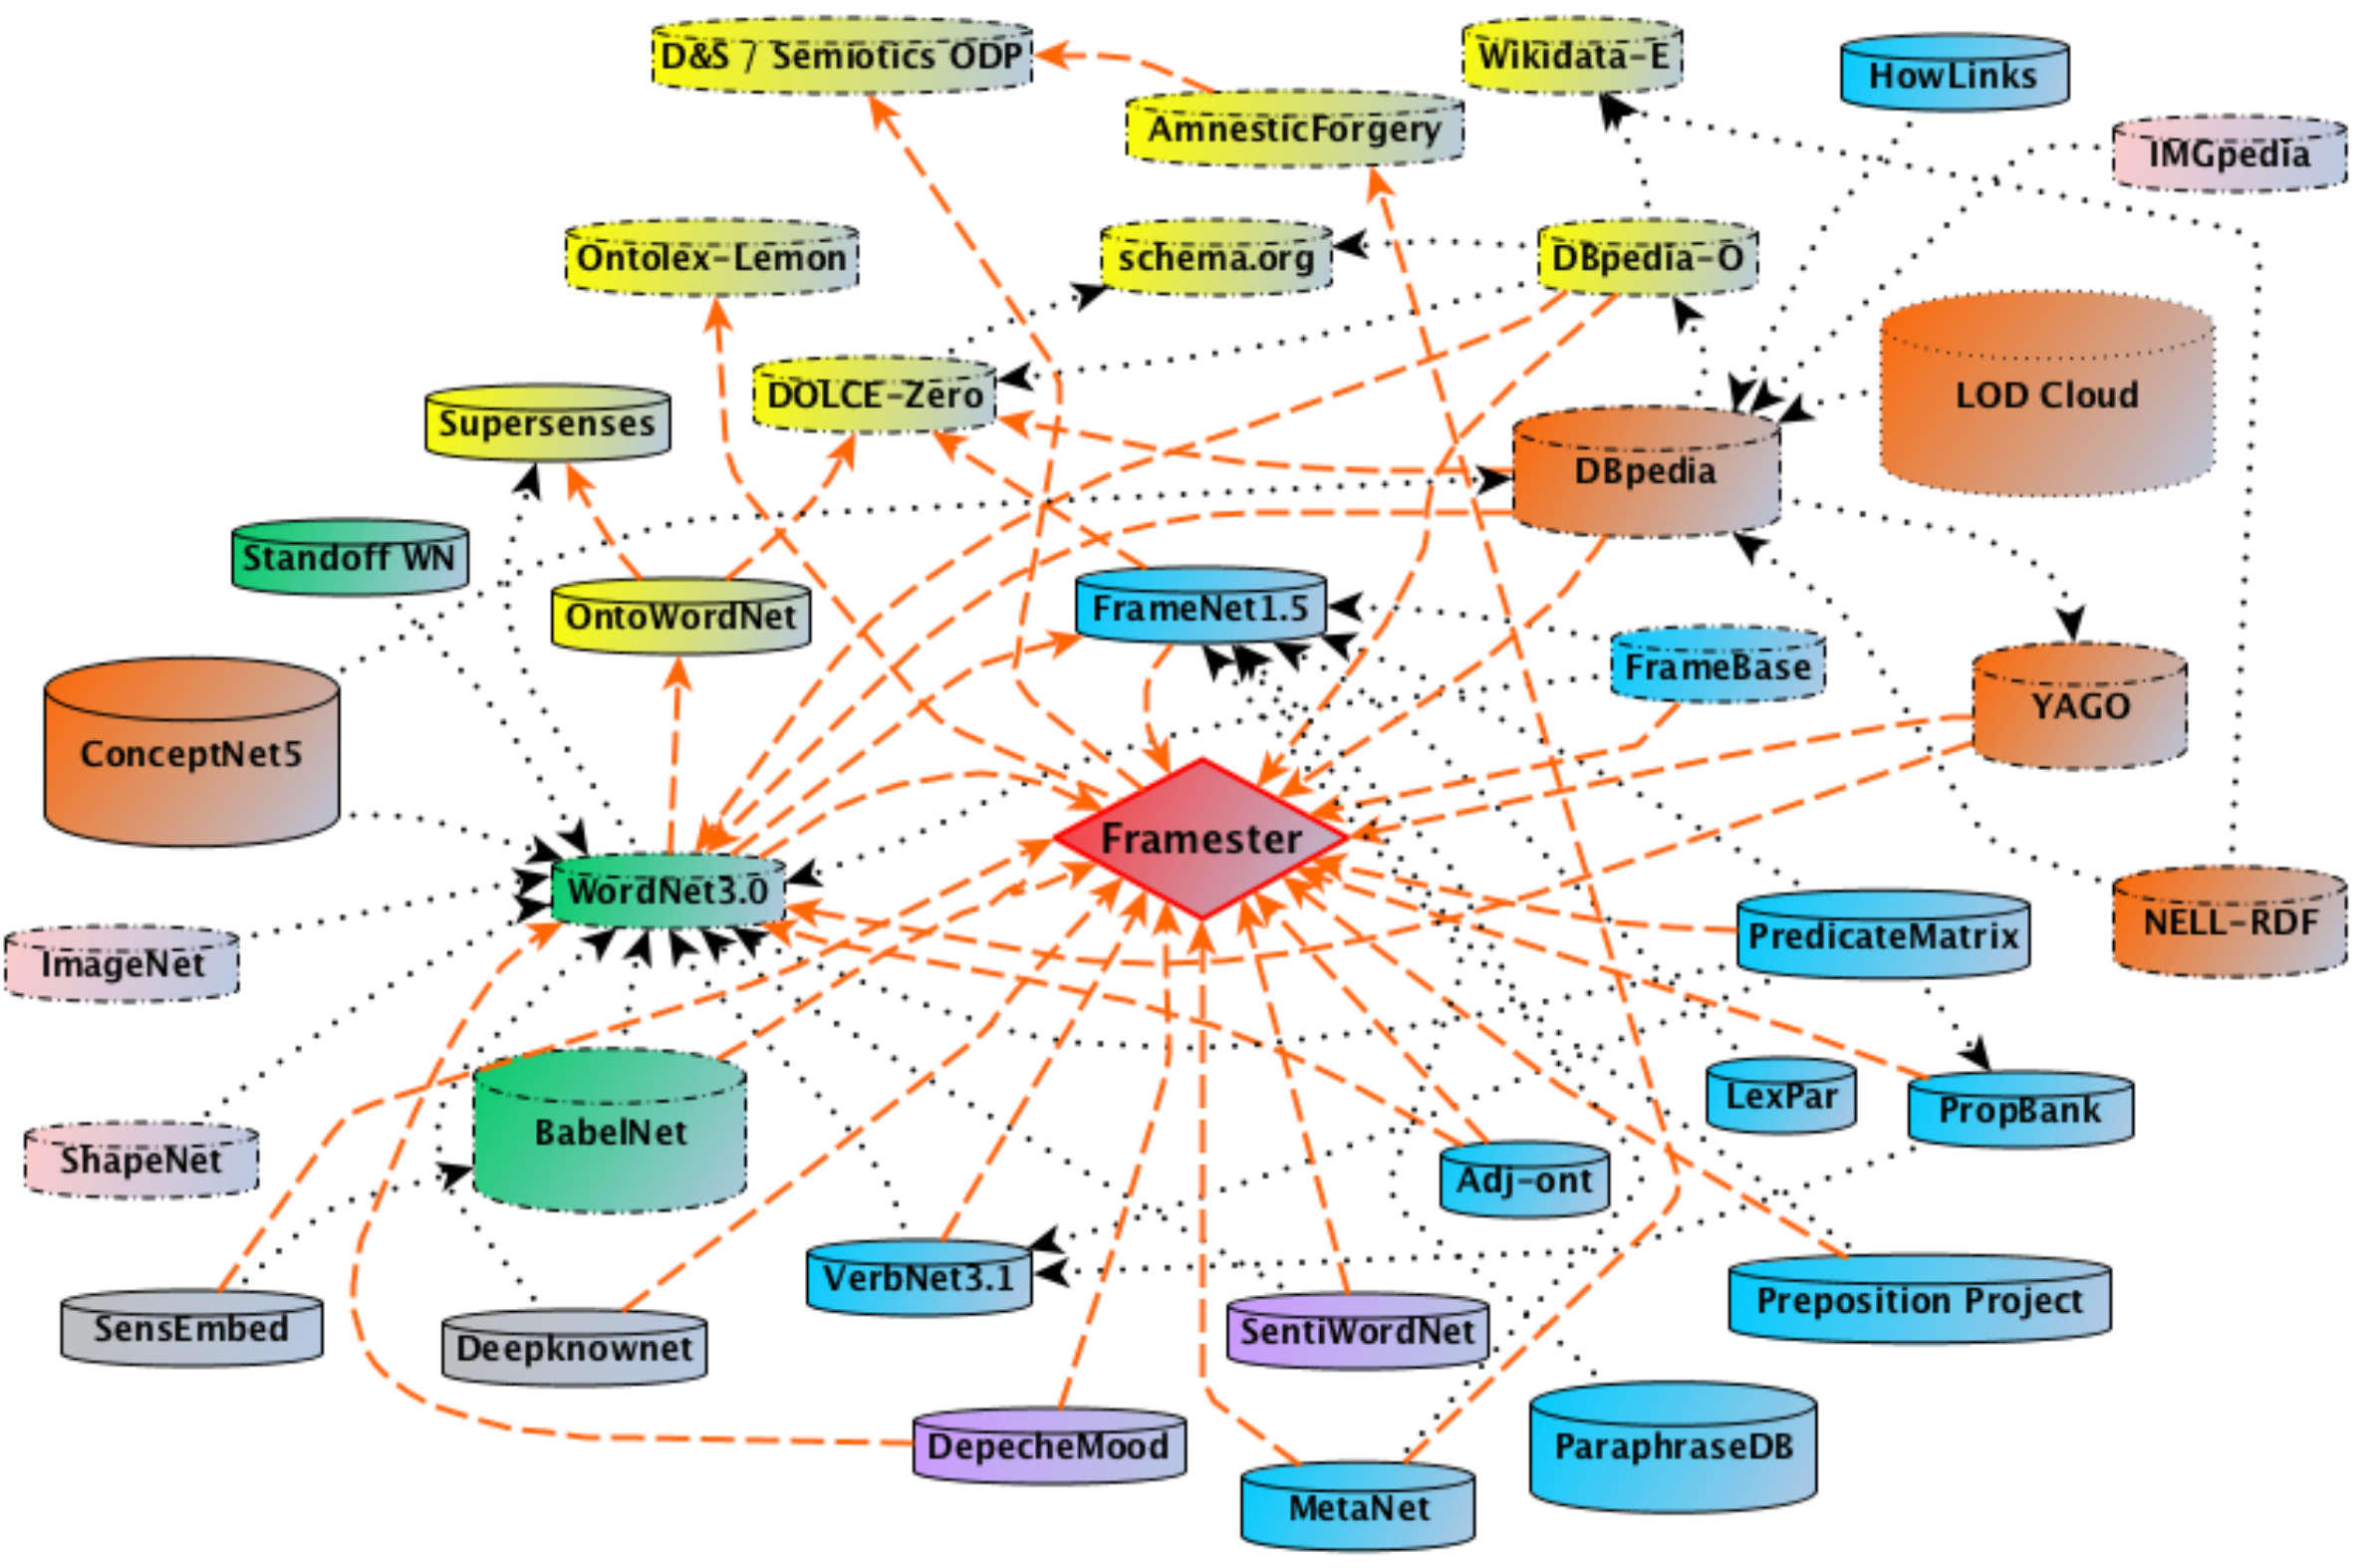 D&S / Semiotics ODP
Wikidata-E
HowLinks
AmnesticForgery
IMGpedia
Ontolex-Lemon
schema.org
DBpedia-O
DOLCE-Zero
LOD Cloud
Supersenses
DBpedia
Standoff WN
OntoWordNet
FrameNet1.5
FrameBase
YAGO
ConceptNet5
Framester
WordNet3.0
NELL-RDF
PredicateMatrix
ImageNet
LexPar
PropBank
BabelNet
ShapeNet
Adj-ont
VerbNet3.1
Preposition Project
SensEmbed
SentiWordNet
Deepknownet
DepecheMood
ParaphraseDB
MetaNet